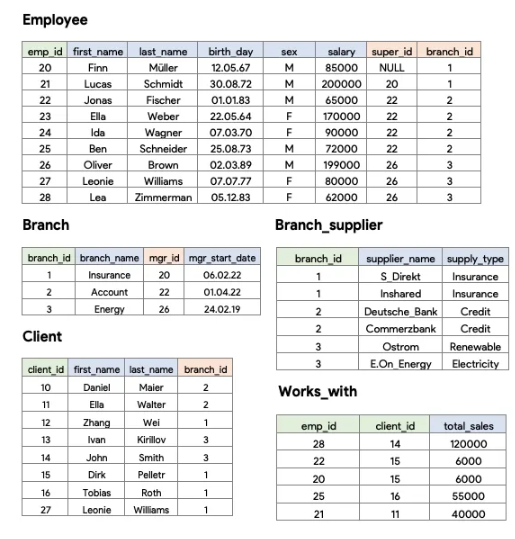 Employee
emp_id first_name last_name birth_day sex salary super_id branch_id
20 Finn Müller 12.05.67 M 85000 NULL 1
21 Lucas Schmidt 30.08.72 M 200000 20 1
22 Jonas Fischer 01.01.83 M 65000 22 2
23 Ella Weber 22.05.64 F 170000 22 2
24 Ida Wagner 07.03.70 F 90000 22 2
25 Ben Schneider 25.08.73 M 72000 22 2
26 Oliver Brown 02.03.89 M 199000 26 3
27 Leonie Williams 07.07.77 F 80000 26 3
28 Lea Zimmerman 05.12.83 F 62000 26 3
Branch
branch_id branch_name mgr_id mgr_start_date
1 Insurance 20 06.02.22
2 Account 22 01.04.22
3 Energy 26 24.02.19
Branch_supplier
branch_id supplier_name supply_type
1 S_Direkt Insurance
1 Inshared Insurance
2 Deutsche_Bank Credit
2 Commerzbank Credit
3 Ostrom Renewable
3 E.On_Energy Electricity
Client
client_id first_name last_name branch_id
10 Daniel Maier 2
11 Ella Walter 2
12 Zhang Wei 1
13 Ivan Kirillov 3
14 John Smith 3
15 Dirk Pelletr 1
16 Tobias Roth 1
27 Leonie Williams 1
Works_with
emp_id client_id total_sales
28 14 120000
22 15 6000
20 15 6000
25 16 55000
21 11 40000